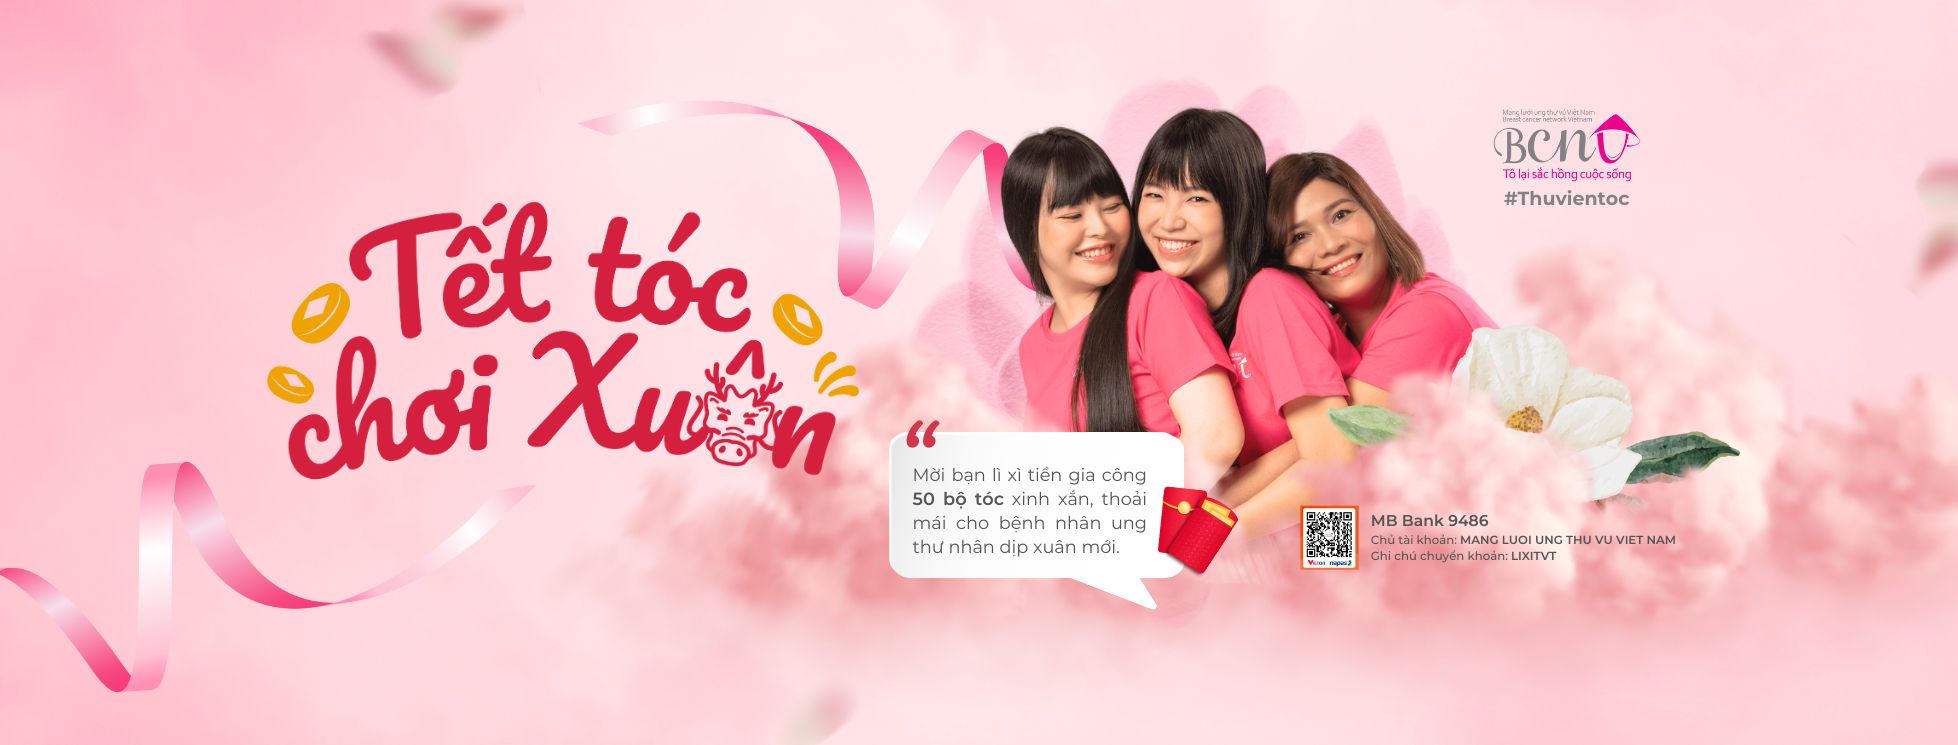 Tết tóc
chơi Xuân
Mạng lưới ung thư vú Việt Nam
Breast cancer network Vietnam
BCNV
Tô lại sắc hồng cuộc sống
#Thuvientoc
“
Mời bạn lì xì tiền gia công
50 bộ tóc xinh xắn, thoải
mái cho bệnh nhân ung
thư nhân dịp xuân mới.
MB Bank 9486
Chủ tài khoản: MANG LUOI UNG THU VU VIET NAM
Ghi chú chuyển khoản: LIXITVT
VIETQR napas